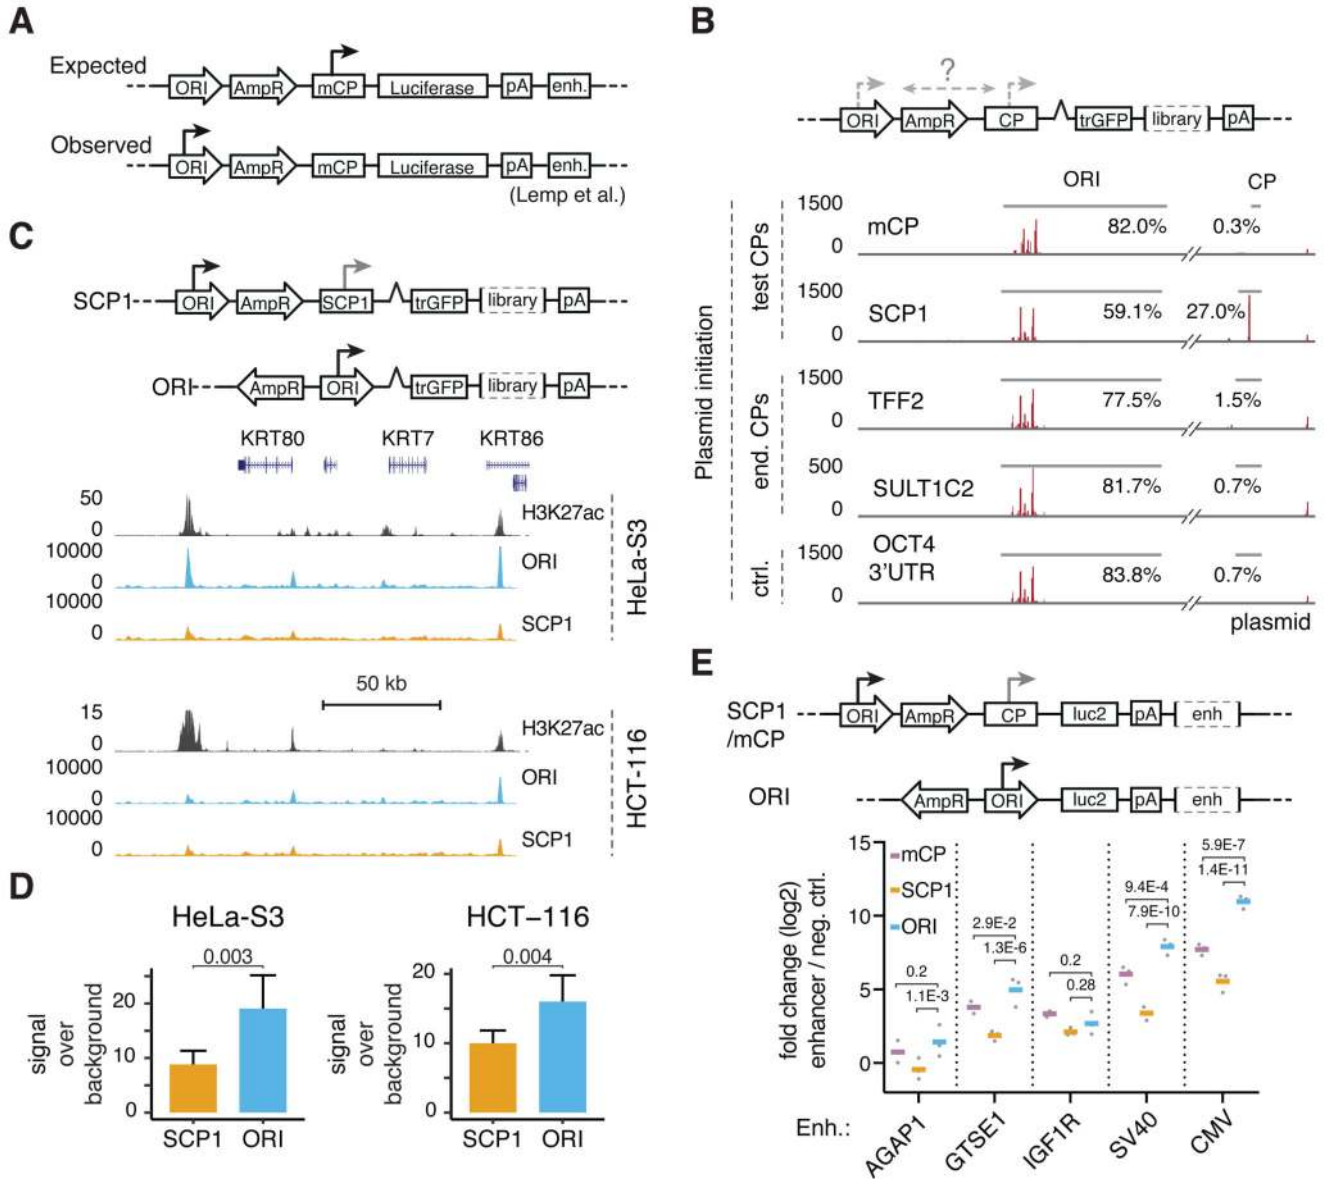 A
Expected
ORI AmpR mCP Luciferase pA enh.
Observed
ORI AmpR mCP Luciferase pA enh.
(Lemp et al.)
B
?
ORI AmpR CP trGFP library pA
ORI CP
Plasmid initiation
test CPs
1500
0
mCP
82.0% 0.3%
1500
0
SCP1
59.1% 27.0%
end. CPs
1500
0
TFF2
77.5% 1.5%
500
0
SULT1C2
81.7% 0.7%
ctrl.
1500
0
OCT4
3'UTR
83.8% 0.7%
plasmid
C
SCP1
ORI AmpR SCP1 trGFP library pA
ORI
AmpR ORI trGFP library pA
KRT80 KRT7 KRT86
50
0
H3K27ac
10000
0
ORI
10000
0
SCP1
HeLa-S3
50 kb
15
0
H3K27ac
10000
0
ORI
10000
0
SCP1
HCT-116
D
HeLa-S3
0.003
signal
over
background
20
10
0
SCP1 ORI
HCT−116
0.004
signal
over
background
20
10
0
SCP1 ORI
E
SCP1
/mCP
ORI AmpR CP luc2 pA enh
ORI
AmpR ORI luc2 pA enh
fold change (log2)
enhancer / neg. ctrl.
15
10
5
0
mCP
SCP1
ORI
0.2
1.1E-3
2.9E-2
1.3E-6
0.2
0.28
9.4E-4
7.9E-10
5.9E-7
1.4E-11
Enh.:
AGAP1
GTSE1
IGF1R
SV40
CMV